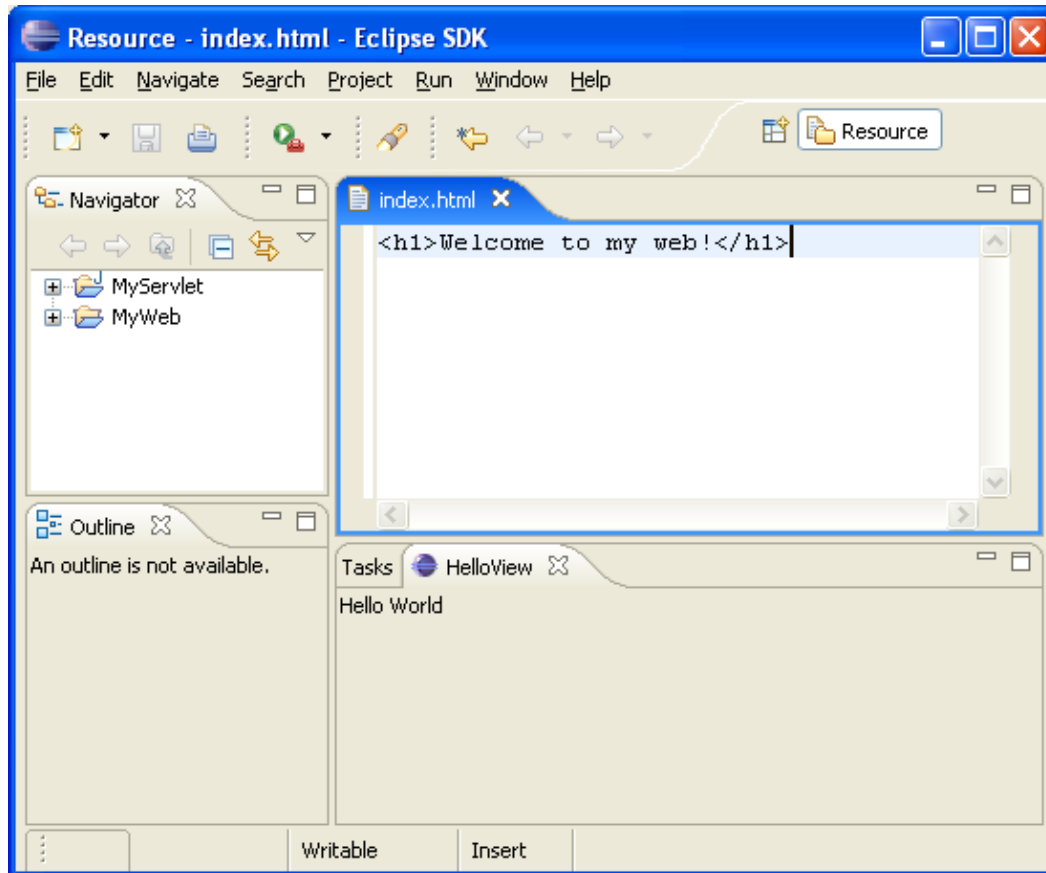 Resource - index.html - Eclipse SDK
File Edit Navigate Search Project Run Window Help
Resource
Navigator
index.html
<h1>Welcome to my web!</h1>
MyServlet
MyWeb
Outline
An outline is not available.
Tasks HelloView
Hello World
Writable Insert